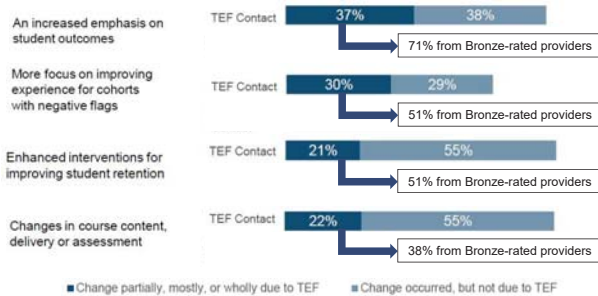 An increased emphasis on
student outcomes
TEF Contact
37%
38%
71% from Bronze-rated providers
More focus on improving
experience for cohorts
with negative flags
TEF Contact
30%
29%
51% from Bronze-rated providers
Enhanced interventions for
improving student retention
TEF Contact
21%
55%
51% from Bronze-rated providers
Changes in course content,
delivery or assessment
TEF Contact
22%
55%
38% from Bronze-rated providers
Change partially, mostly, or wholly due to TEF
Change occurred, but not due to TEF